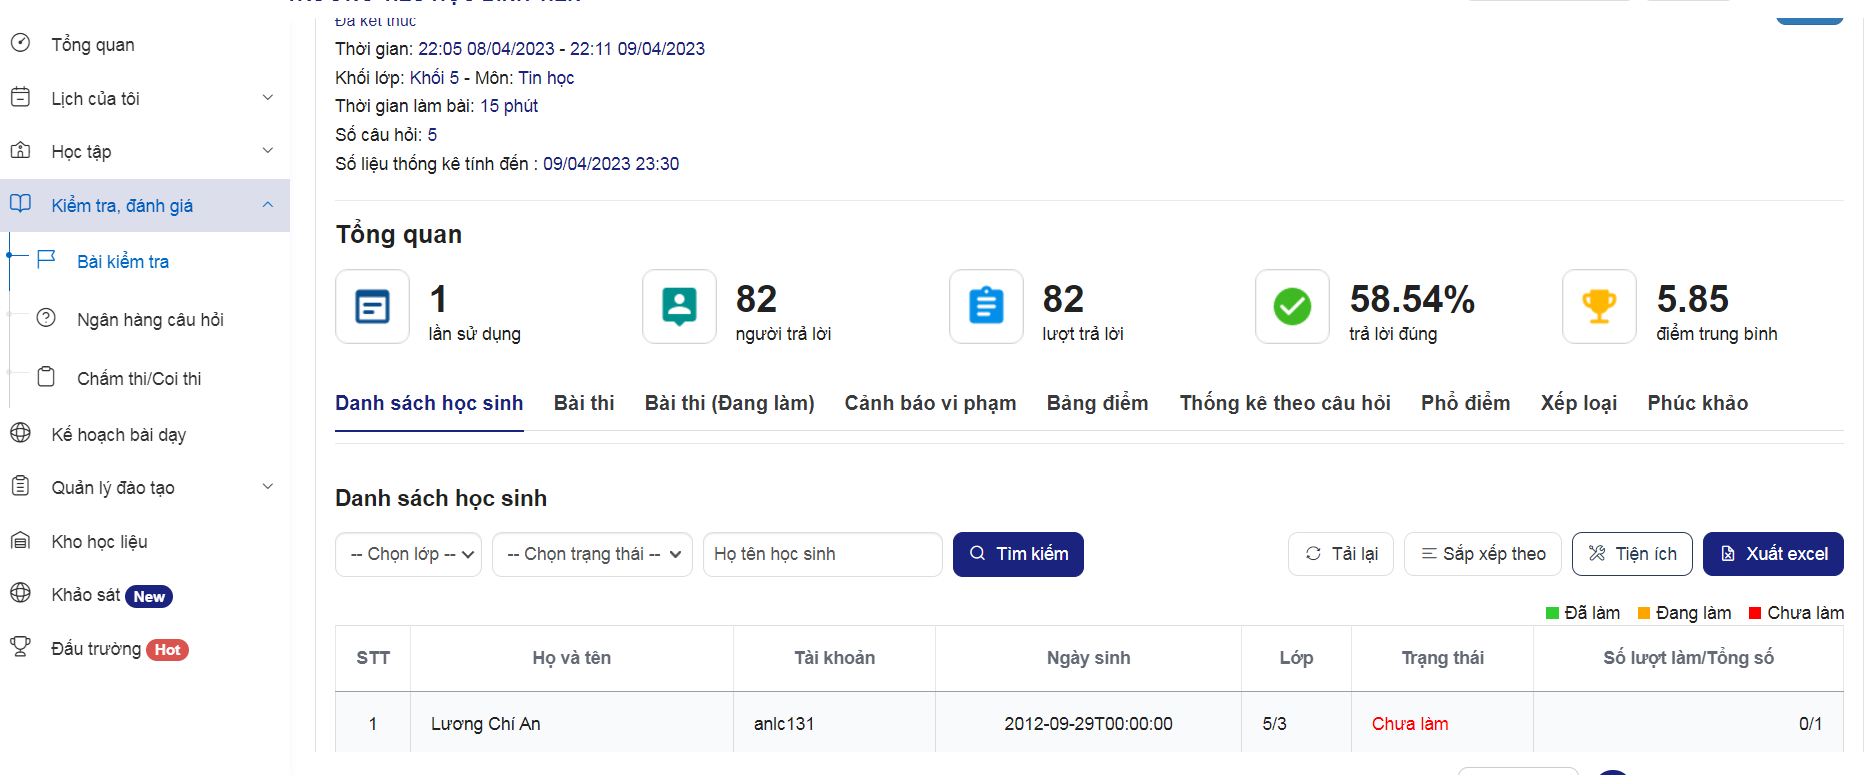 Đã kết thúc
Thời gian: 22:05 08/04/2023 - 22:11 09/04/2023
Khối lớp: Khối 5 - Môn: Tin học
Thời gian làm bài: 15 phút
Số câu hỏi: 5
Số liệu thống kê tính đến : 09/04/2023 23:30
Tổng quan
Lịch của tôi
Học tập
Kiểm tra, đánh giá
Bài kiểm tra
Ngân hàng câu hỏi
Chấm thi/Coi thi
Kế hoạch bài dạy
Quản lý đào tạo
Kho học liệu
Khảo sát New
Đấu trường Hot
Tổng quan
1
lần sử dụng
82
người trả lời
82
lượt trả lời
58.54%
trả lời đúng
5.85
điểm trung bình
Danh sách học sinh Bài thi Bài thi (Đang làm) Cảnh báo vi phạm Bảng điểm Thống kê theo câu hỏi Phổ điểm Xếp loại Phúc khảo
Danh sách học sinh
-- Chọn lớp -- -- Chọn trạng thái -- Họ tên học sinh Tìm kiếm Tải lại Sắp xếp theo Tiện ích Xuất excel
Đã làm Đang làm Chưa làm
STT Họ và tên Tài khoản Ngày sinh Lớp Trạng thái Số lượt làm/Tổng số
1 Lương Chí An anlc131 2012-09-29T00:00:00 5/3 Chưa làm 0/1